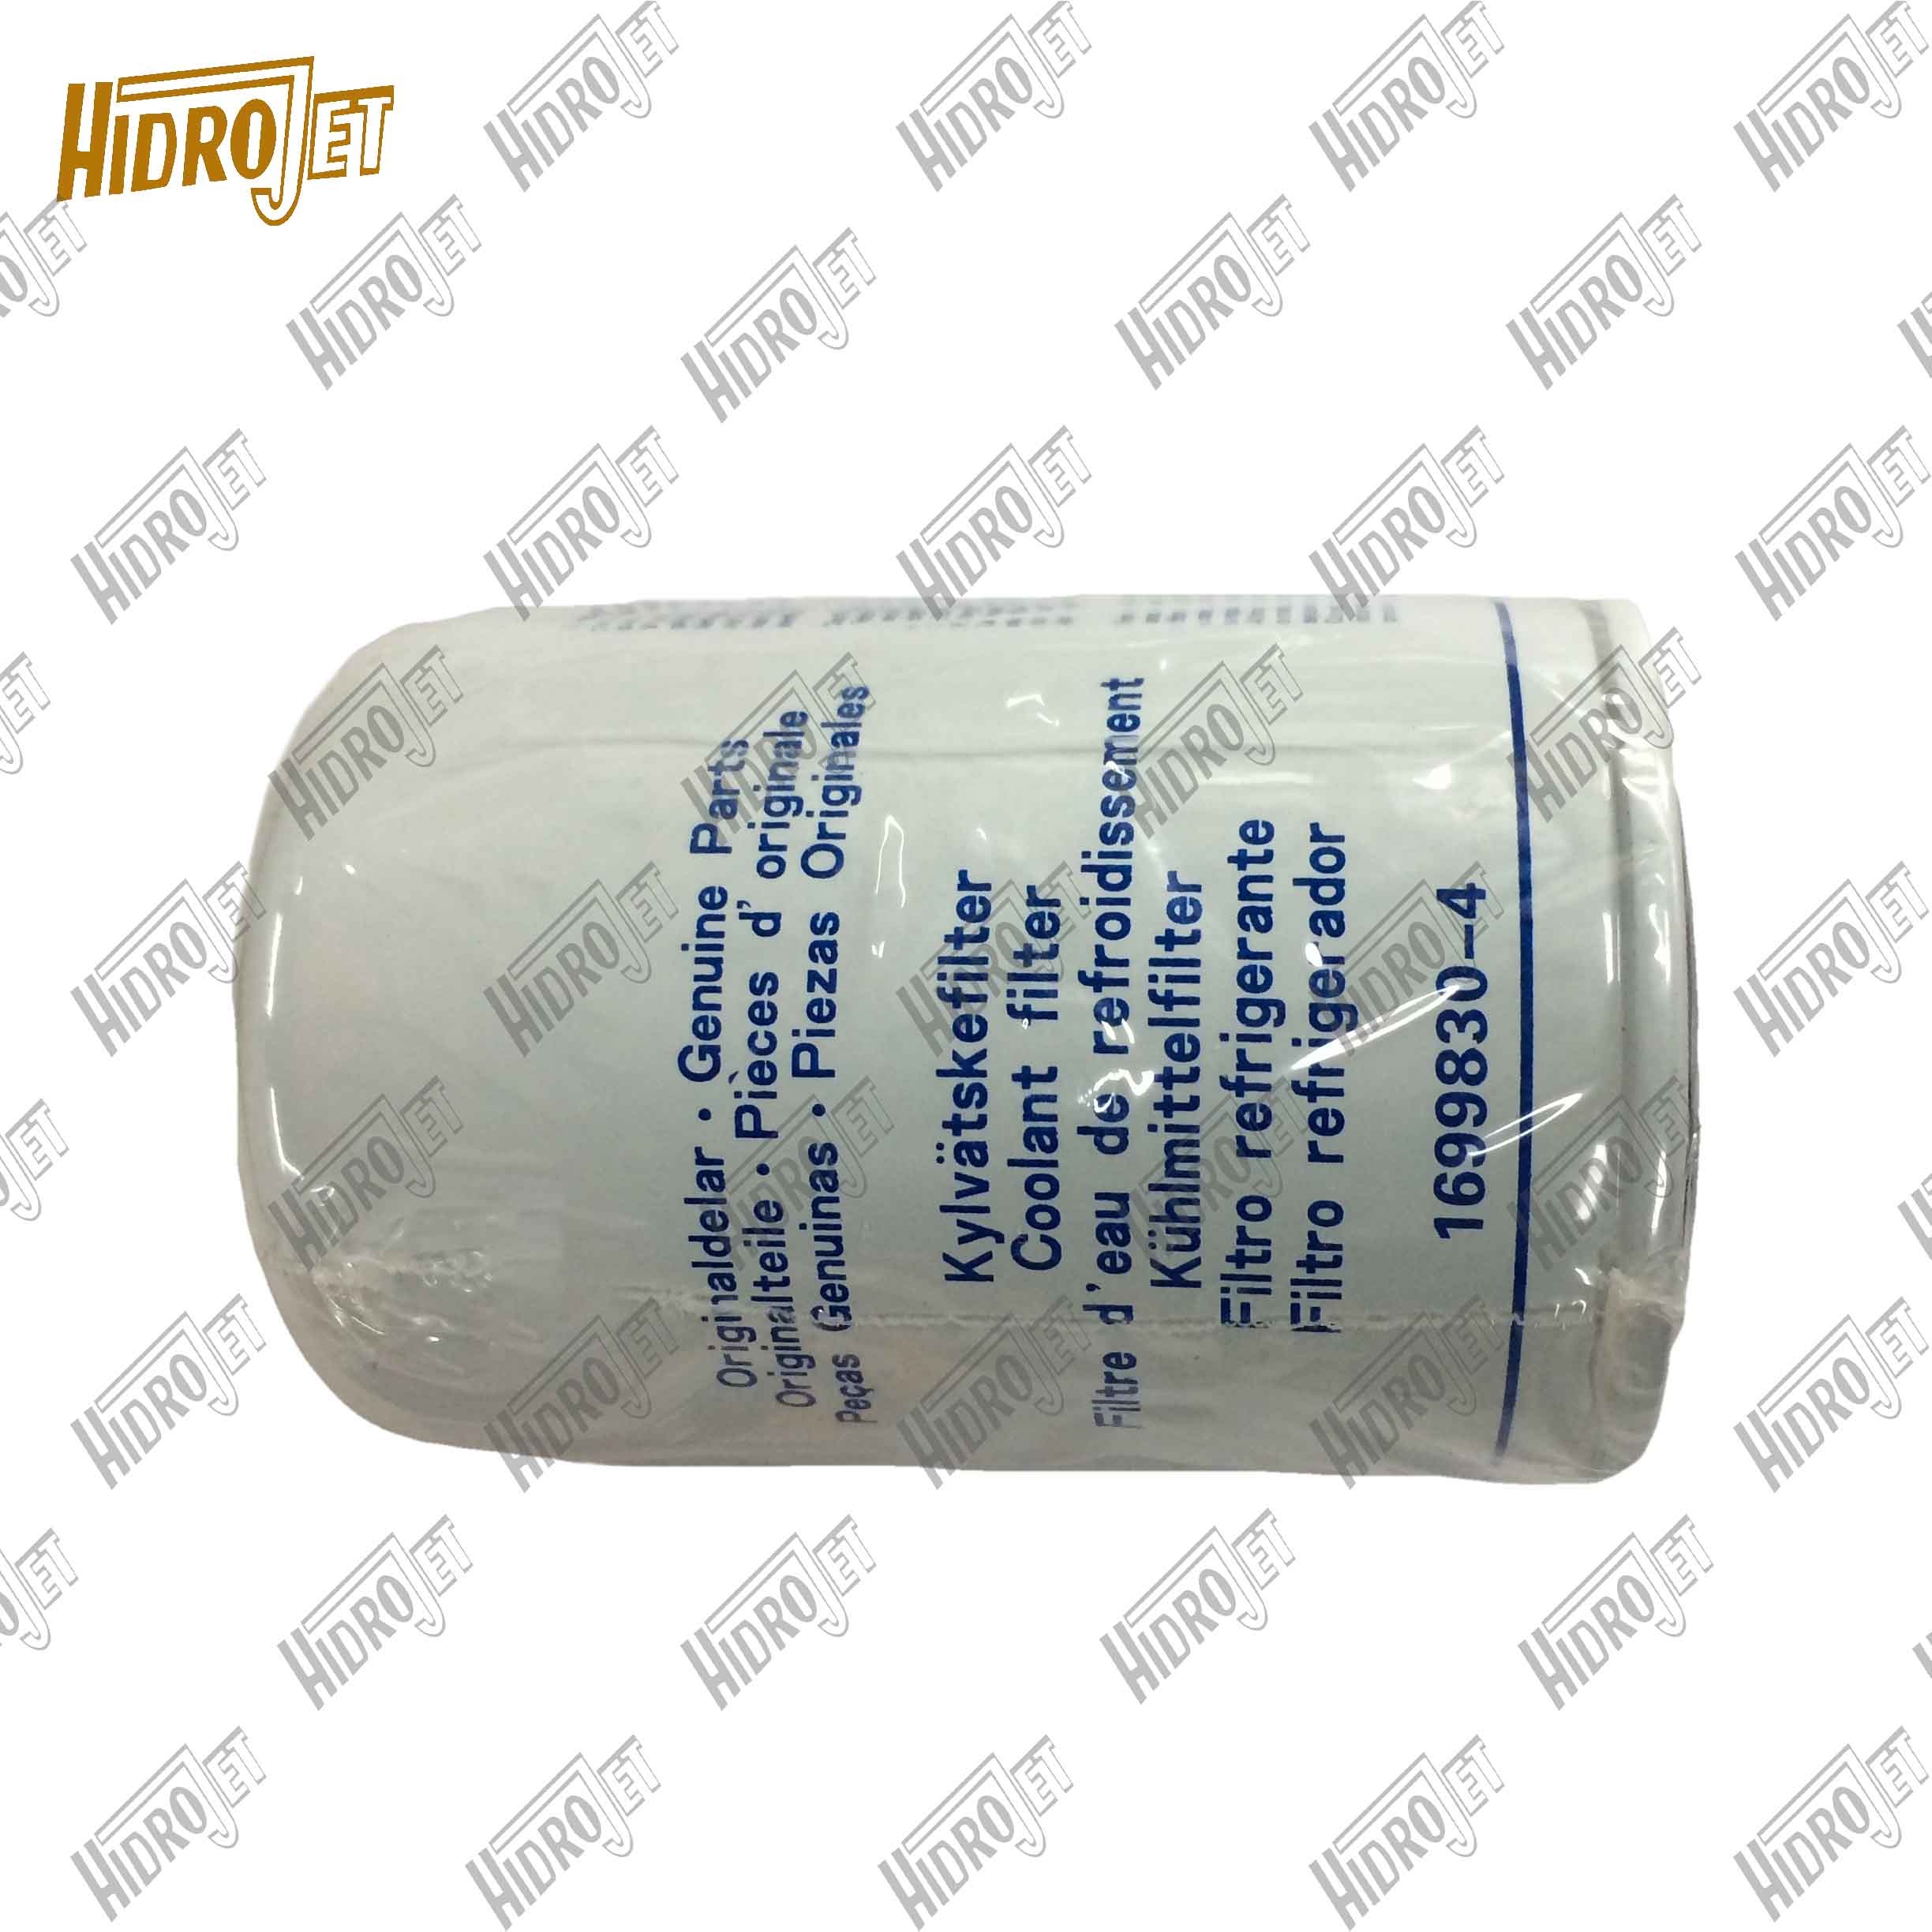 HIDROJET
Originaldelar · Genuine Parts
Originalteile · Pièces d' originale
Peças Genuinas · Piezas Originales
Kylvätskefilter
Coolant filter
Filtre d'eau de refroidissement
Kühlmittelfilter
Filtro refrigerante
Filtro refrigerador
1699830-4